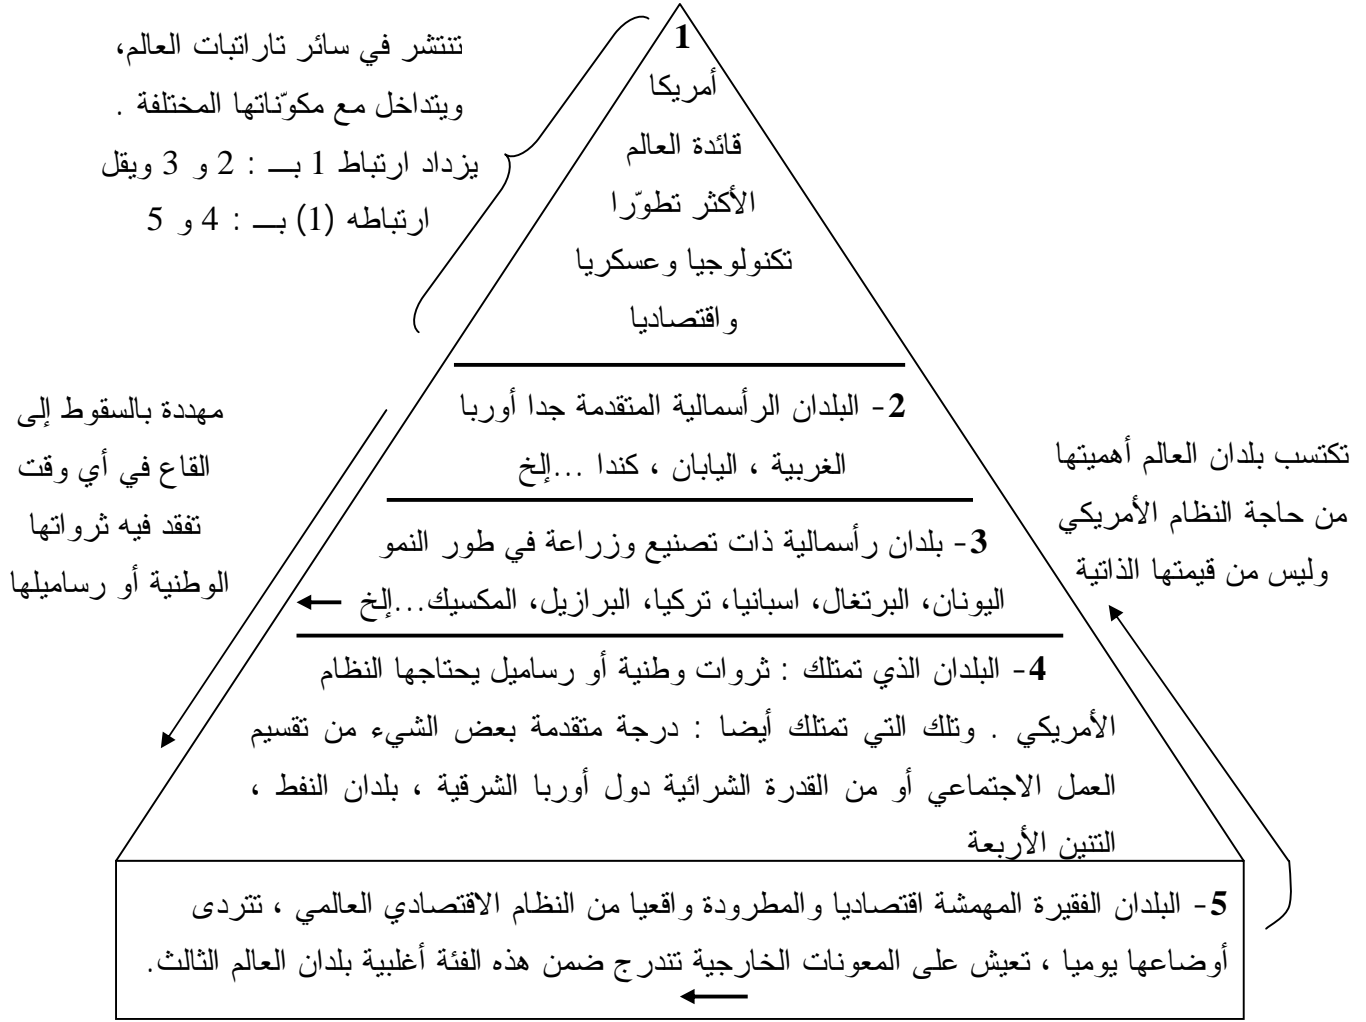 1
أمريكا
قائدة العالم
الأكثر تطوّرا
تكنولوجيا وعسكريا
واقتصاديا
تنتشر في سائر تاراتبات العالم،
ويتداخل مع مكوّناتها المختلفة .
يزداد ارتباط 1 بــ : 2 و 3 ويقل
ارتباطه (1) بــ : 4 و 5
2- البلدان الرأسمالية المتقدمة جدا أوربا
الغربية ، اليابان ، كندا ...إلخ
3- بلدان رأسمالية ذات تصنيع وزراعة في طور النمو
اليونان، البرتغال، اسبانيا، تركيا، البرازيل، المكسيك...إلخ
4- البلدان الذي تمتلك : ثروات وطنية أو رساميل يحتاجها النظام
الأمريكي . وتلك التي تمتلك أيضا : درجة متقدمة بعض الشيء من تقسيم
العمل الاجتماعي أو من القدرة الشرائية دول أوربا الشرقية ، بلدان النفط ،
التنين الأربعة
5- البلدان الفقيرة المهمشة اقتصاديا والمطرودة واقعيا من النظام الاقتصادي العالمي ، تتردى
أوضاعها يوميا ، تعيش على المعونات الخارجية تندرج ضمن هذه الفئة أغلبية بلدان العالم الثالث.
تكتسب بلدان العالم أهميتها
من حاجة النظام الأمريكي
وليس من قيمتها الذاتية
مهددة بالسقوط إلى
القاع في أي وقت
تفقد فيه ثرواتها
الوطنية أو رساميلها